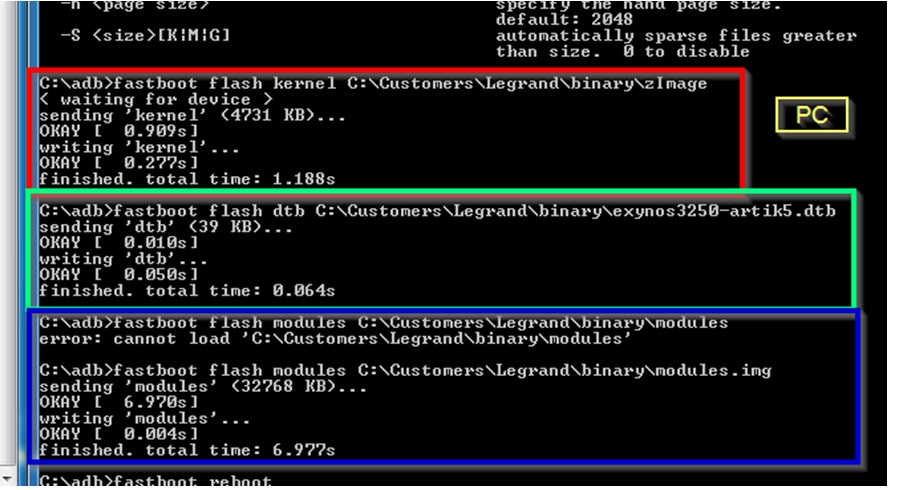 -n <page size> specify the nand page size.
default: 2048
-S <size>[K|M|G] automatically sparse files greater
than size. 0 to disable
C:\adb>fastboot flash kernel C:\Customers\Legrand\binary\zImage
< waiting for device >
sending 'kernel' (4731 KB)...
OKAY [ 0.909s]
writing 'kernel'...
OKAY [ 0.277s]
finished. total time: 1.188s
PC
C:\adb>fastboot flash dtb C:\Customers\Legrand\binary\exynos3250-artik5.dtb
sending 'dtb' (39 KB)...
OKAY [ 0.010s]
writing 'dtb'...
OKAY [ 0.050s]
finished. total time: 0.064s
C:\adb>fastboot flash modules C:\Customers\Legrand\binary\modules
error: cannot load 'C:\Customers\Legrand\binary\modules'
C:\adb>fastboot flash modules C:\Customers\Legrand\binary\modules.img
sending 'modules' (32768 KB)...
OKAY [ 6.970s]
writing 'modules'...
OKAY [ 0.004s]
finished. total time: 6.977s
C:\adb>fastboot reboot